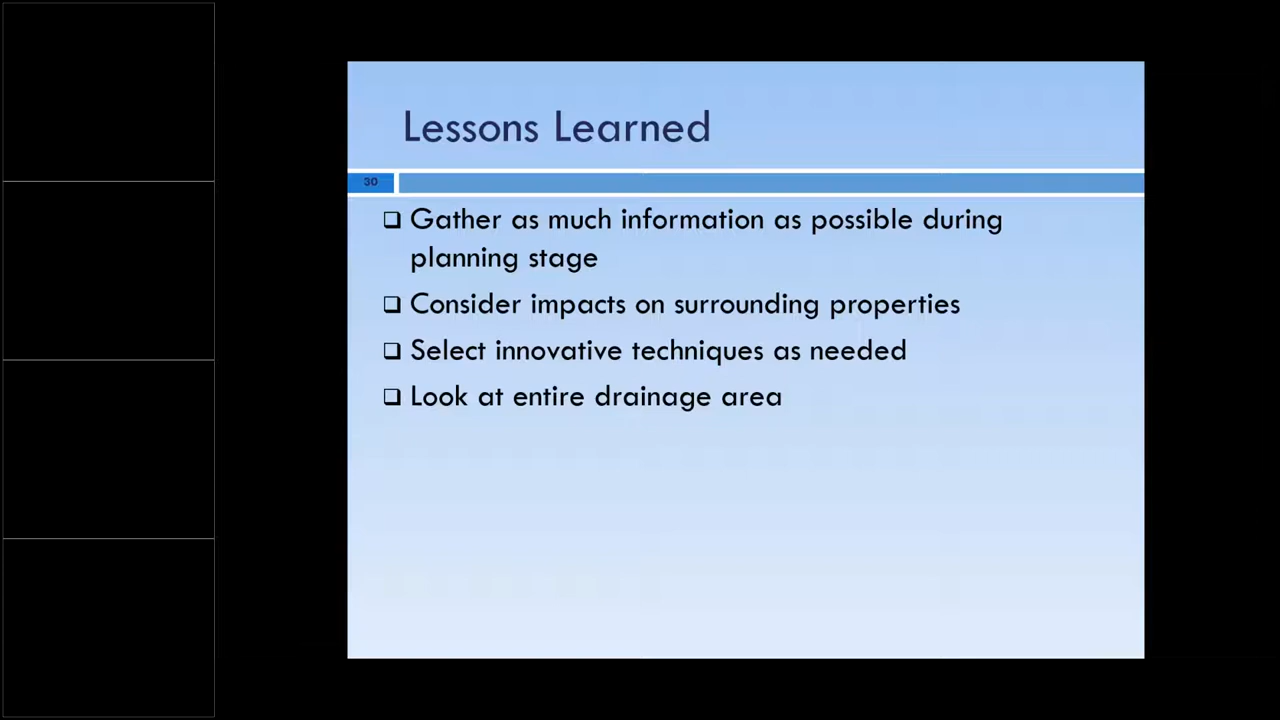 Lessons Learned
30
❑ Gather as much information as possible during
planning stage
❑ Consider impacts on surrounding properties
❑ Select innovative techniques as needed
❑ Look at entire drainage area